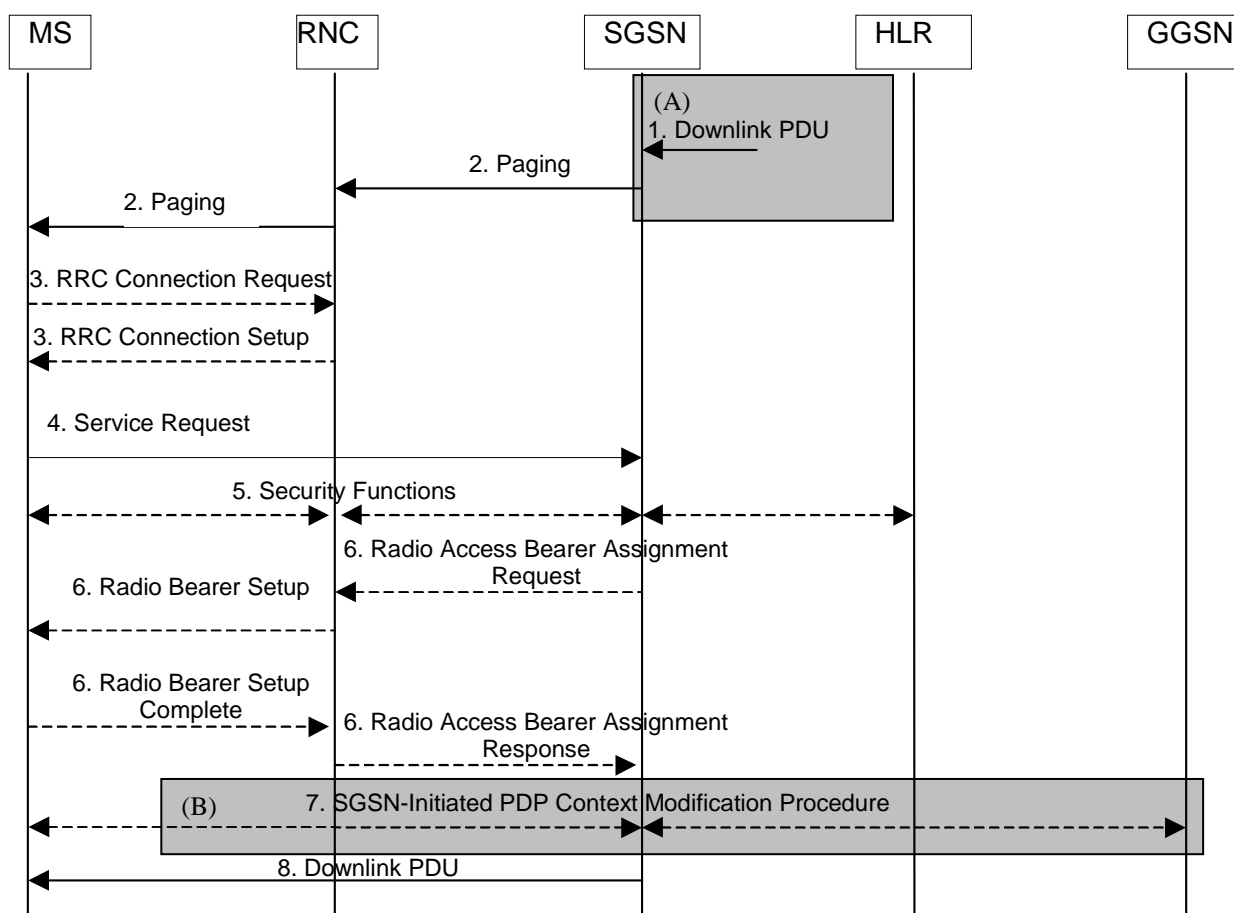 MS
RNC
SGSN
HLR
GGSN
(A)
1. Downlink PDU
2. Paging
2. Paging
3. RRC Connection Request
3. RRC Connection Setup
4. Service Request
5. Security Functions
6. Radio Access Bearer Assignment
Request
6. Radio Bearer Setup
6. Radio Bearer Setup
Complete
6. Radio Access Bearer Assignment
Response
(B)
7. SGSN-Initiated PDP Context Modification Procedure
8. Downlink PDU